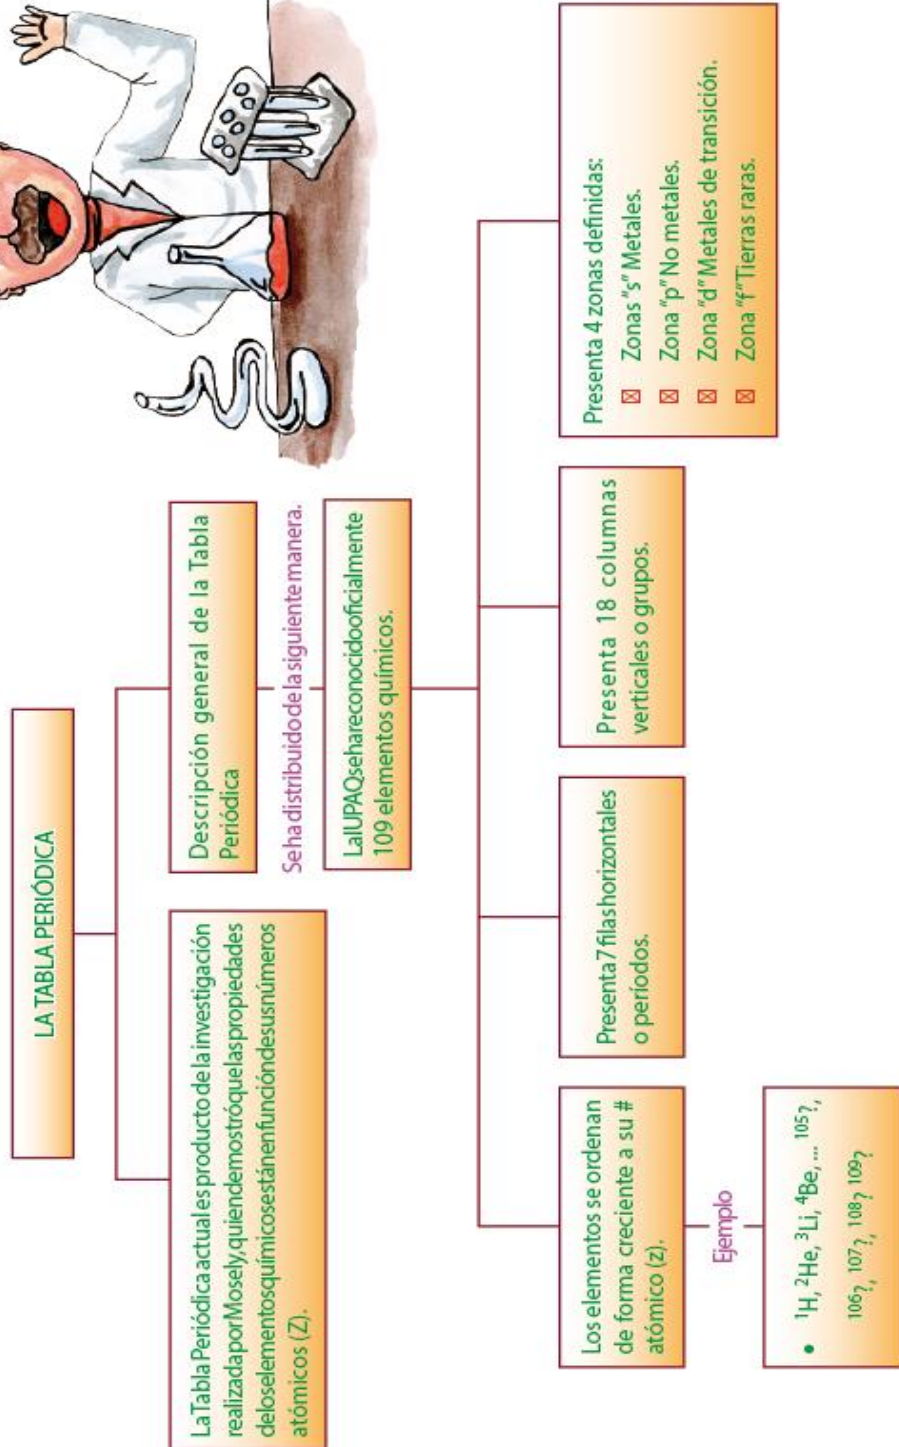 LA TABLA PERIÓDICA
La Tabla Periódica actual es producto de la investigación
realizada por Mosely, quien demostró que las propiedades
de los elementos químicos están en función de sus números
atómicos (Z).
Descripción general de la Tabla
Periódica
Se ha distribuido de la siguiente manera.
La IUPAQ se ha reconocido oficialmente
109 elementos químicos.
Los elementos se ordenan
de forma creciente a su #
atómico (z).
Ejemplo
• ¹H, ²He, ³Li, ⁴Be, ... ¹⁰⁵?,
¹⁰⁶?, ¹⁰⁷?, ¹⁰⁸? ¹⁰⁹?
Presenta 7 filas horizontales
o períodos.
Presenta 18 columnas
verticales o grupos.
Presenta 4 zonas definidas:
☒ Zonas "s" Metales.
☒ Zona "p" No metales.
☒ Zona "d" Metales de transición.
☒ Zona "f" Tierras raras.